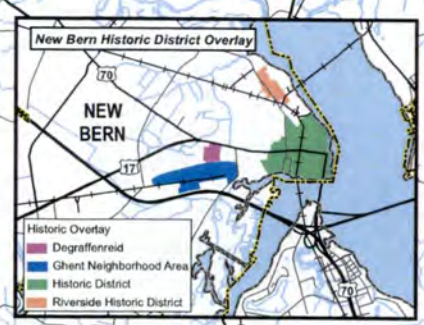 New Bern Historic District Overlay
70
NEW
BERN
17
Historic Overlay
Degraffenreid
Ghent Neighborhood Area
Historic District
Riverside Historic District
70